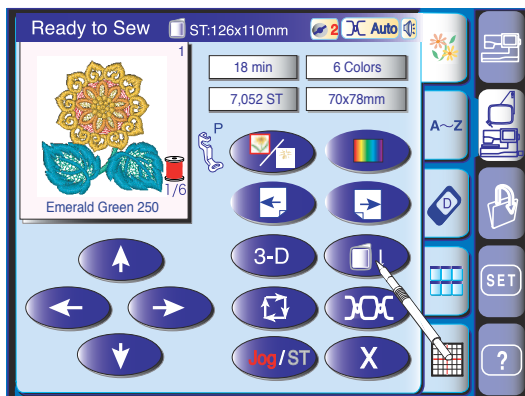 Ready to Sew
ST:126x110mm
2
Auto
1
18 min
6 Colors
7,052 ST
70x78mm
P
1/6
Emerald Green 250
A~Z
D
3-D
SET
Jog/ST
X
?